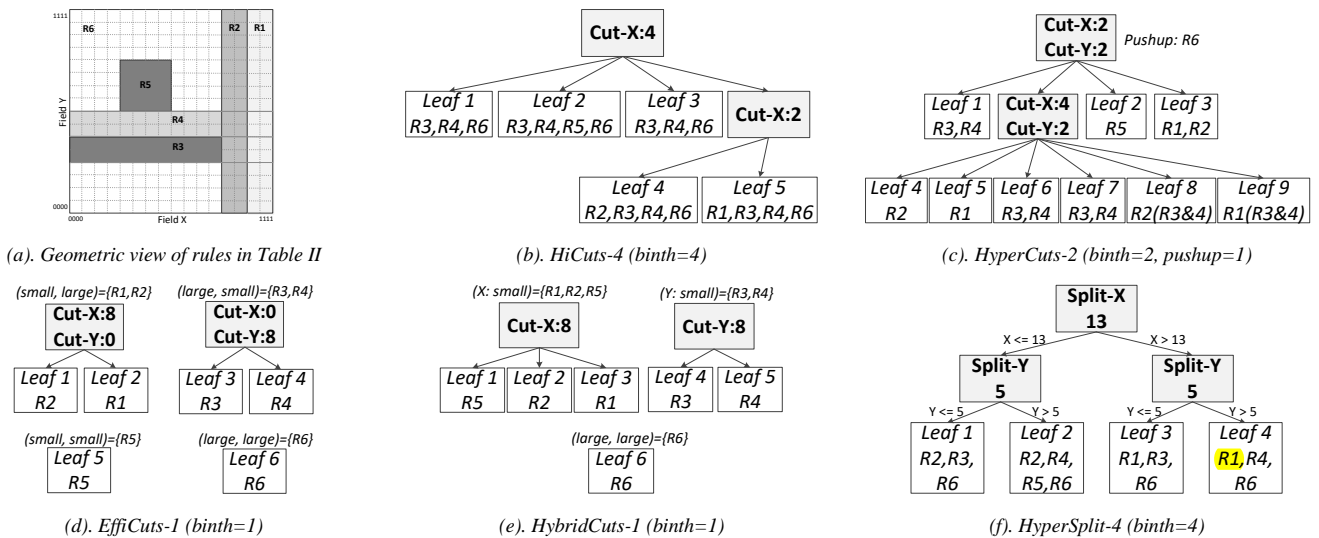 1111
R6
R2
R1
R5
R4
R3
Field Y
0000
0000
Field X
1111
(a). Geometric view of rules in Table II
Cut-X:4
Leaf 1
R3,R4,R6
Leaf 2
R3,R4,R5,R6
Leaf 3
R3,R4,R6
Cut-X:2
Leaf 4
R2,R3,R4,R6
Leaf 5
R1,R3,R4,R6
(b). HiCuts-4 (binth=4)
Cut-X:2
Cut-Y:2
Pushup: R6
Leaf 1
R3,R4
Cut-X:4
Cut-Y:2
Leaf 2
R5
Leaf 3
R1,R2
Leaf 4
R2
Leaf 5
R1
Leaf 6
R3,R4
Leaf 7
R3,R4
Leaf 8
R2(R3&4)
Leaf 9
R1(R3&4)
(c). HyperCuts-2 (binth=2, pushup=1)
(small, large)={R1,R2}
Cut-X:8
Cut-Y:0
Leaf 1
R2
Leaf 2
R1
(large, small)={R3,R4}
Cut-X:0
Cut-Y:8
Leaf 3
R3
Leaf 4
R4
(small, small)={R5}
Leaf 5
R5
(large, large)={R6}
Leaf 6
R6
(d). EffiCuts-1 (binth=1)
(X: small)={R1,R2,R5}
Cut-X:8
Leaf 1
R5
Leaf 2
R2
Leaf 3
R1
(Y: small)={R3,R4}
Cut-Y:8
Leaf 4
R3
Leaf 5
R4
(large, large)={R6}
Leaf 6
R6
(e). HybridCuts-1 (binth=1)
Split-X
13
X <= 13
X > 13
Split-Y
5
Split-Y
5
Y <= 5
Y > 5
Y <= 5
Y > 5
Leaf 1
R2,R3,
R6
Leaf 2
R2,R4,
R5,R6
Leaf 3
R1,R3,
R6
Leaf 4
R1,R4,
R6
(f). HyperSplit-4 (binth=4)